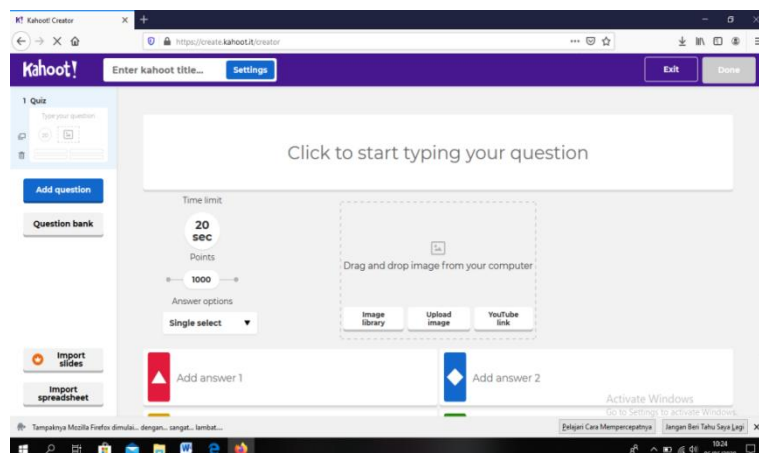 K! Kahoot! Creator
https://create.kahoot.it/creator
Kahoot!
Enter kahoot title...
Settings
Exit
Done
1 Quiz
Type your question
20
Add question
Question bank
Import slides
Import spreadsheet
Click to start typing your question
Time limit
20
sec
Points
1000
Answer options
Single select
Drag and drop image from your computer
Image library
Upload image
YouTube link
Add answer 1
Add answer 2
Activate Windows
Go to Settings to activate Windows.
Tampaknya Mozilla Firefox dimulai... dengan... sangat... lambat....
Pelajari Cara Mempercepatnya
Jangan Beri Tahu Saya Lagi
10:24